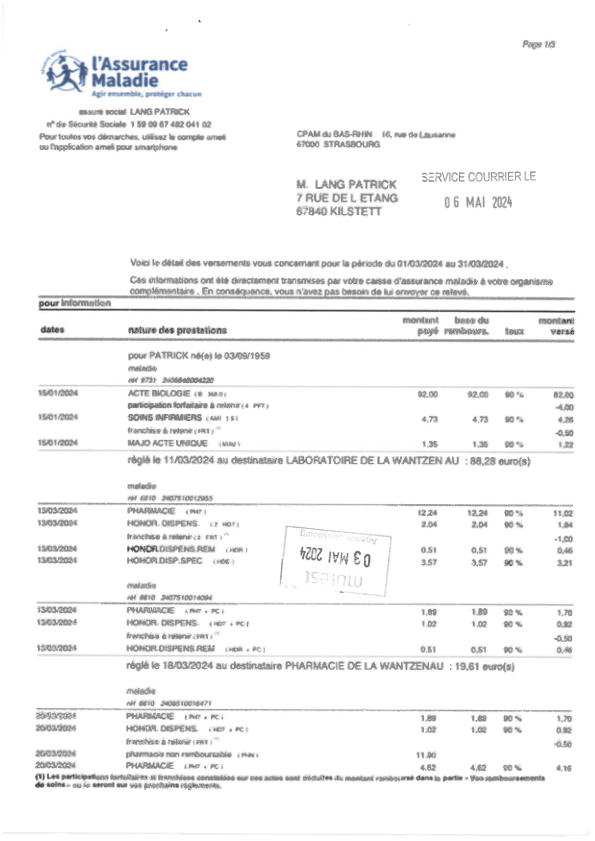 Page 1/3
l'Assurance
Maladie
Agir ensemble, protéger chacun
assuré social LANG PATRICK
n° de Sécurité Sociale 1 59 09 67 482 041 02
Pour toutes vos démarches, utilisez le compte ameli
ou l'application ameli pour smartphone
CPAM du BAS-RHIN 16, rue de Lausanne
67000 STRASBOURG
SERVICE COURRIER LE
06 MAI 2024
M. LANG PATRICK
7 RUE DE L ETANG
67840 KILSTETT
Voici le détail des versements vous concernant pour la période du 01/03/2024 au 31/03/2024 .
Ces informations ont été directement transmises par votre caisse d'assurance maladie à votre organisme
complémentaire . En conséquence, vous n'avez pas besoin de lui envoyer ce relevé.
pour information
dates nature des prestations montant payé base du rembours. taux montant versé
pour PATRICK né(e) le 03/09/1959
maladie
réf 9731
15/01/2024 ACTE BIOLOGIE 92,00 92,00 90 % 82,80
participation forfaitaire à retenir (4 PFT) -4,00
15/01/2024 SOINS INFIRMIERS (AMI 1.5) 4,73 4,73 90 % 4,26
franchise à retenir (FRT) (1) -0,50
15/01/2024 MAJO ACTE UNIQUE (MAU) 1,35 1,35 90 % 1,22
réglé le 11/03/2024 au destinataire LABORATOIRE DE LA WANTZEN AU : 88,28 euro(s)
maladie
réf 6810 2407510012955
13/03/2024 PHARMACIE (PH7) 12,24 12,24 90 % 11,02
13/03/2024 HONOR. DISPENS. (2 HD7) 2,04 2,04 90 % 1,84
franchise à retenir (2 FRT) (1) -1,00
13/03/2024 HONOR.DISPENS.REM (HDR) 0,51 0,51 90 % 0,46
13/03/2024 HONOR.DISP.SPEC (HDE) 3,57 3,57 90 % 3,21
03 MAI 2024
mutest
maladie
réf 6810 2407510014094
13/03/2024 PHARMACIE (PH7 + PC) 1,89 1,89 90 % 1,70
13/03/2024 HONOR. DISPENS. (HD7 + PC) 1,02 1,02 90 % 0,92
franchise à retenir (FRT) (1) -0,50
13/03/2024 HONOR.DISPENS.REM (HDR + PC) 0,51 0,51 90 % 0,46
réglé le 18/03/2024 au destinataire PHARMACIE DE LA WANTZENAU : 19,61 euro(s)
maladie
réf 6810 2408510016471
20/03/2024 PHARMACIE (PH7 + PC) 1,89 1,89 90 % 1,70
20/03/2024 HONOR. DISPENS. (HD7 + PC) 1,02 1,02 90 % 0,92
franchise à retenir (FRT) (1) -0,50
20/03/2024 pharmacie non remboursable (PHN) 11,90
20/03/2024 PHARMACIE (PH7 + PC) 4,62 4,62 90 % 4,16
(1) Les participations forfaitaires et franchises constatées sur ces actes sont déduites du montant remboursé dans la partie « Vos remboursements
de soins » ou le seront sur vos prochains règlements.